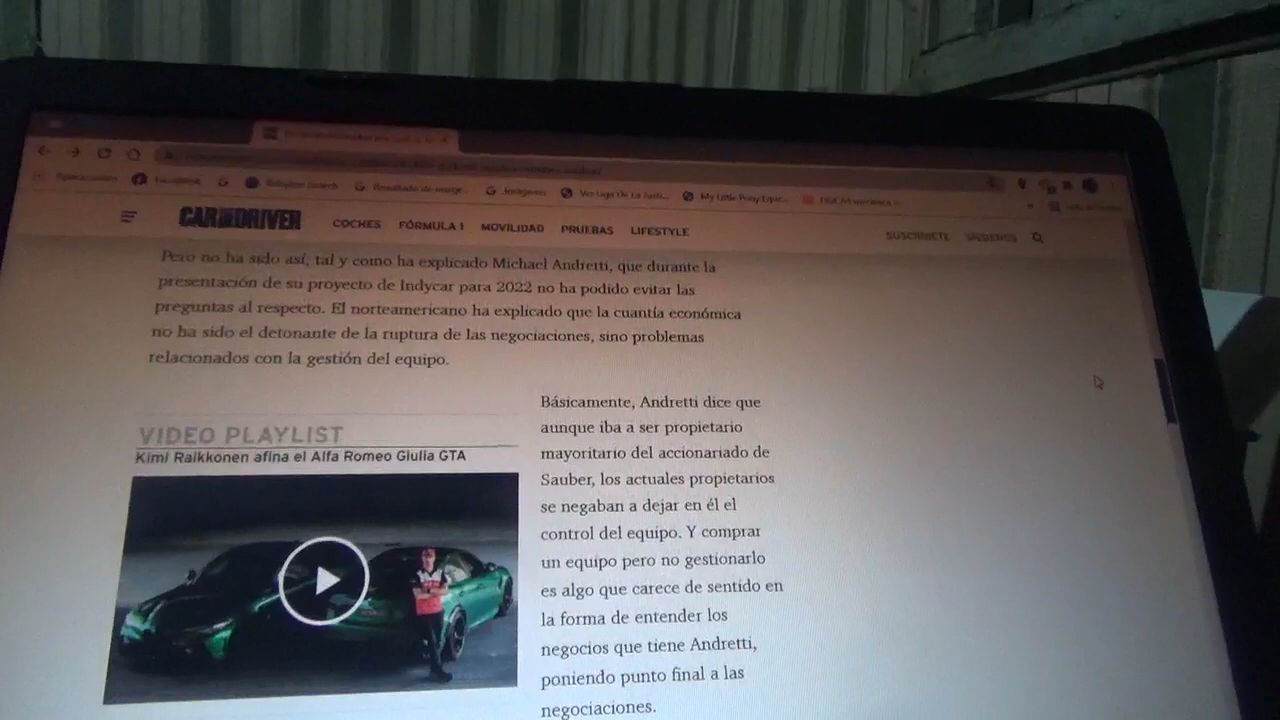 Facebook
G
G
G Imágenes
CAR AND DRIVER
COCHES FÓRMULA 1 MOVILIDAD PRUEBAS LIFESTYLE
SUSCRÍBETE SÍGUENOS
Pero no ha sido así, tal y como ha explicado Michael Andretti, que durante la
presentación de su proyecto de Indycar para 2022 no ha podido evitar las
preguntas al respecto. El norteamericano ha explicado que la cuantía económica
no ha sido el detonante de la ruptura de las negociaciones, sino problemas
relacionados con la gestión del equipo.
VIDEO PLAYLIST
Kimi Raikkonen afina el Alfa Romeo Giulia GTA
Básicamente, Andretti dice que
aunque iba a ser propietario
mayoritario del accionariado de
Sauber, los actuales propietarios
se negaban a dejar en él el
control del equipo. Y comprar
un equipo pero no gestionarlo
es algo que carece de sentido en
la forma de entender los
negocios que tiene Andretti,
poniendo punto final a las
negociaciones.